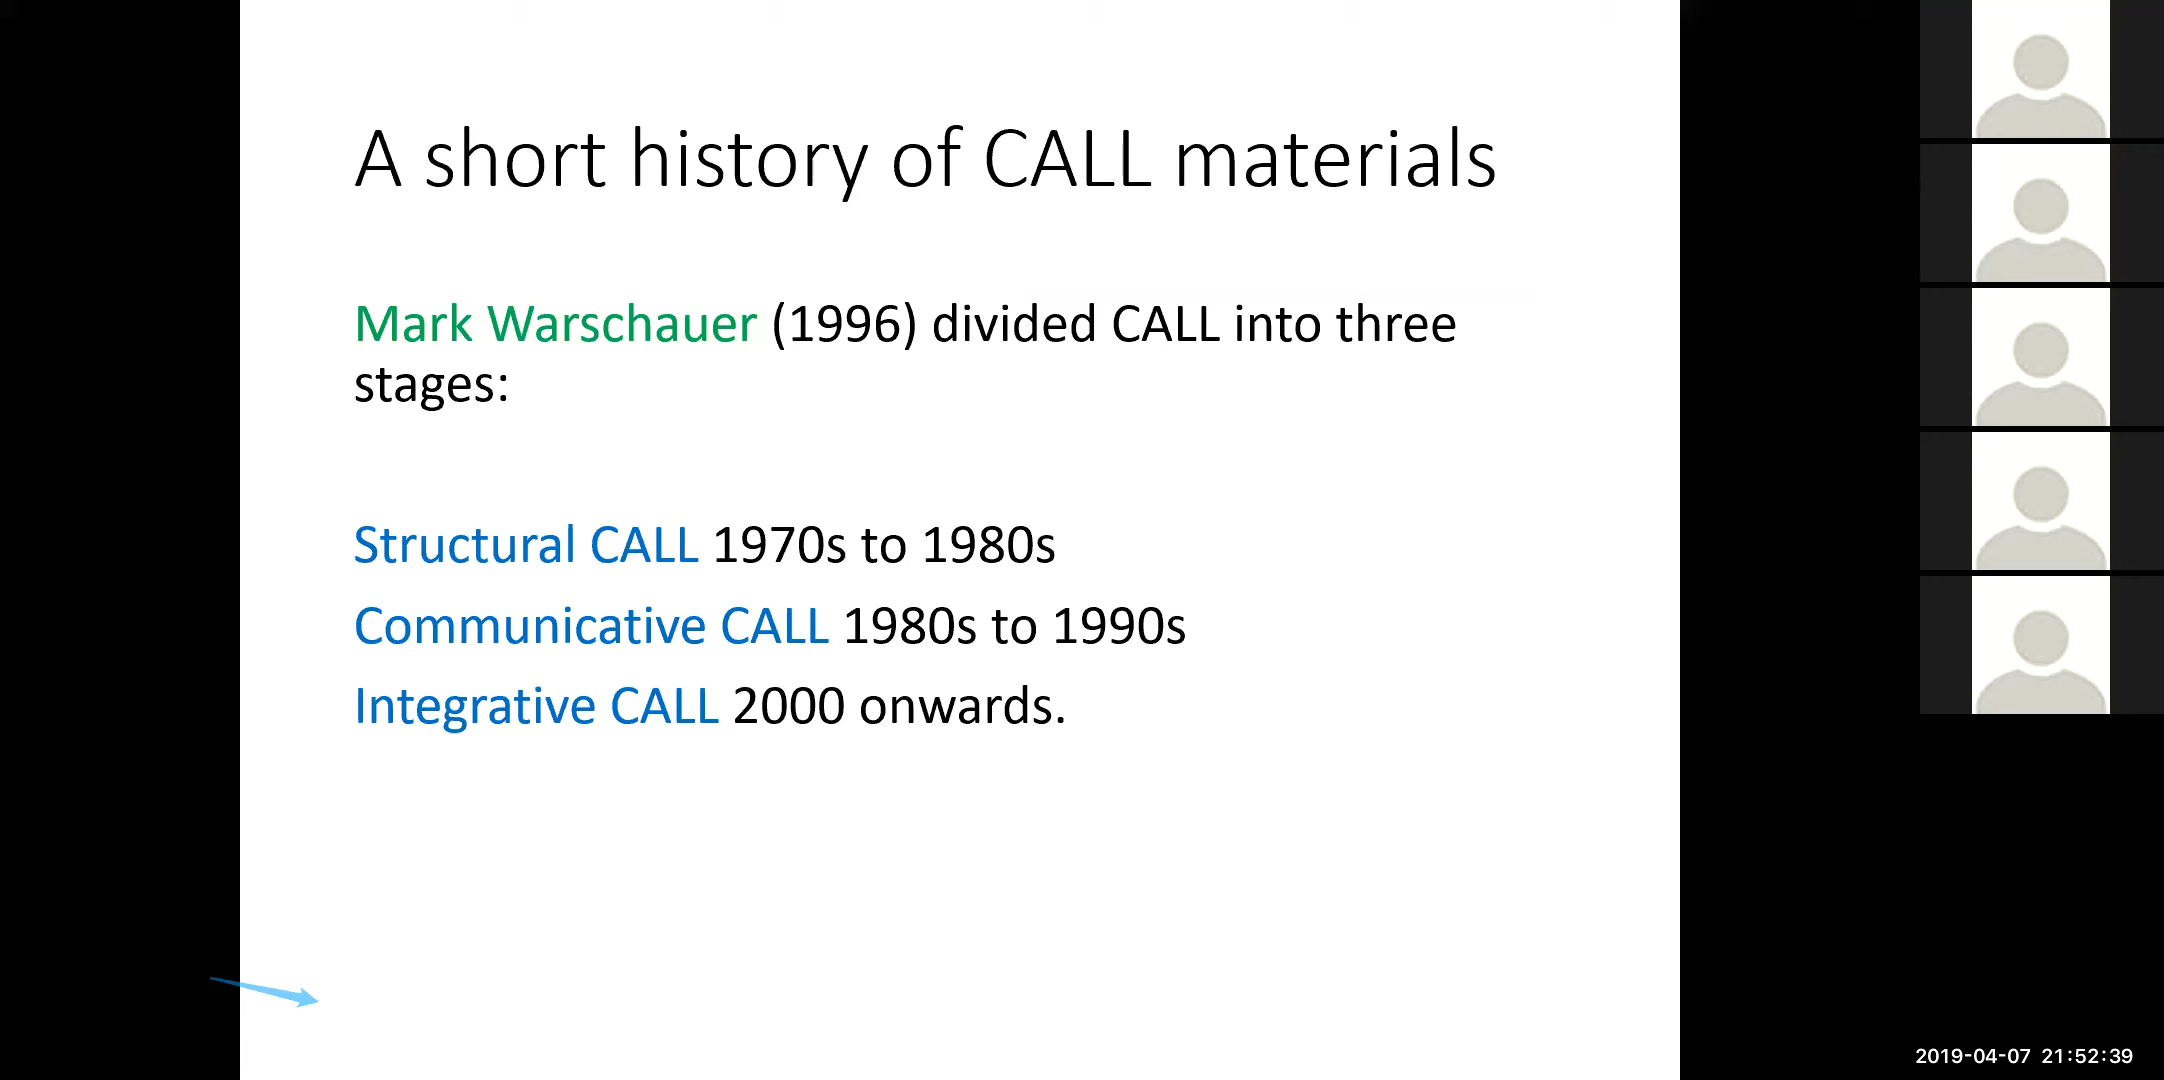 A short history of CALL materials
Mark Warschauer (1996) divided CALL into three
stages:
Structural CALL 1970s to 1980s
Communicative CALL 1980s to 1990s
Integrative CALL 2000 onwards.
2019-04-07 21:52:39